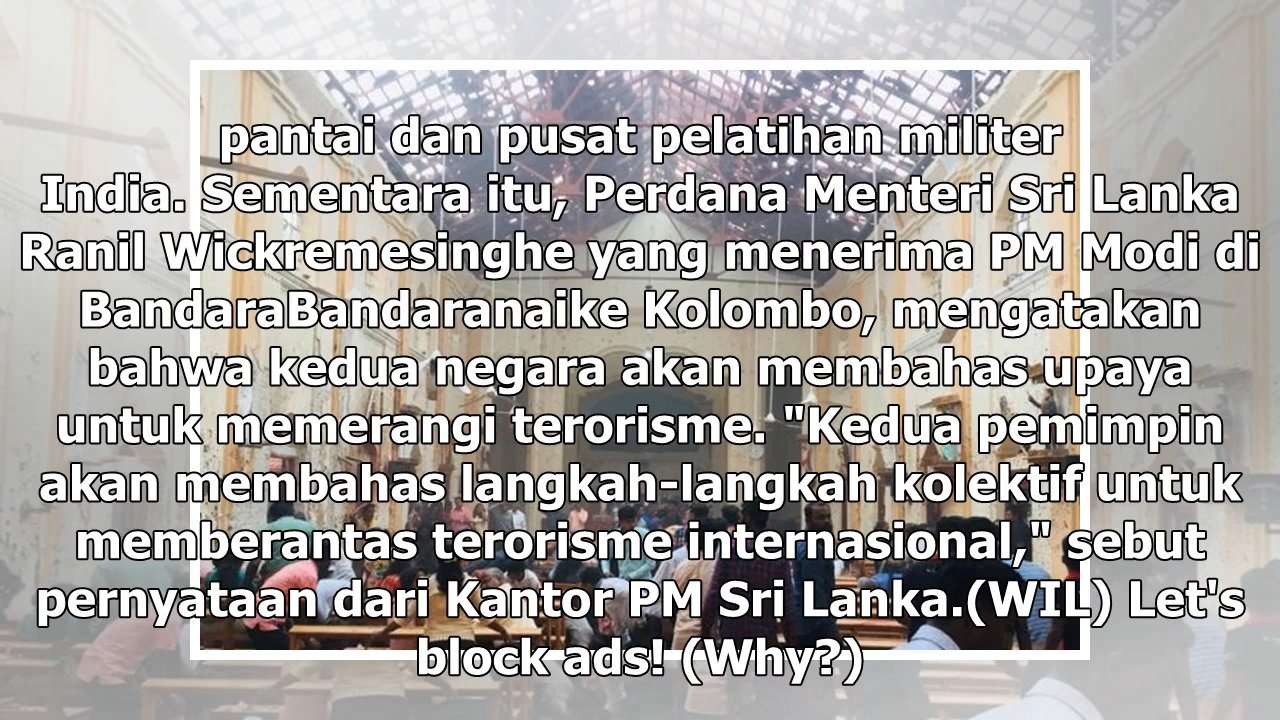 pantai dan pusat pelatihan militer
India. Sementara itu, Perdana Menteri Sri Lanka
Ranil Wickremesinghe yang menerima PM Modi di
BandaraBandaranaike Kolombo, mengatakan
bahwa kedua negara akan membahas upaya
untuk memerangi terorisme. "Kedua pemimpin
akan membahas langkah-langkah kolektif untuk
memberantas terorisme internasional," sebut
pernyataan dari Kantor PM Sri Lanka.(WIL) Let's
block ads! (Why?)